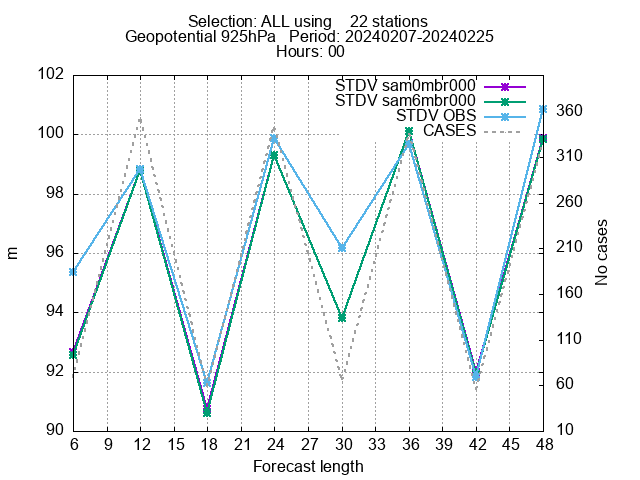 Selection: ALL using    22 stations
Geopotential 925hPa   Period: 20240207-20240225
Hours: 00
STDV sam0mbr000
STDV sam6mbr000
STDV OBS
CASES
102
100
98
96
94
92
90
m
360
310
260
210
160
110
60
10
No cases
6 9 12 15 18 21 24 27 30 33 36 39 42 45 48
Forecast length